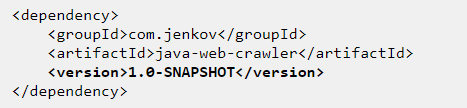 <dependency>
    <groupId>com.jenkov</groupId>
    <artifactId>java-web-crawler</artifactId>
    <version>1.0-SNAPSHOT</version>
</dependency>